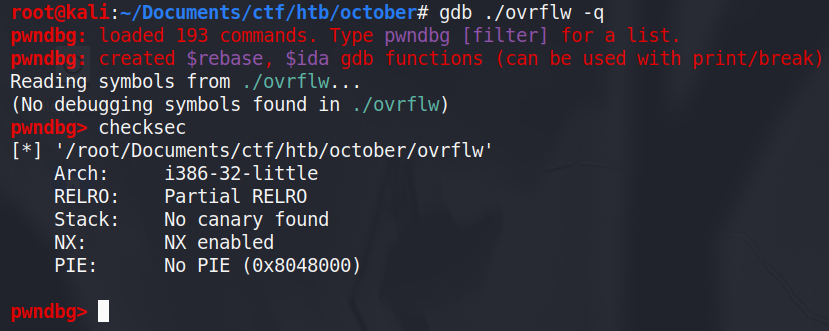 root@kali:~/Documents/ctf/htb/october# gdb ./ovrflw -q
pwndbg: loaded 193 commands. Type pwndbg [filter] for a list.
pwndbg: created $rebase, $ida gdb functions (can be used with print/break)
Reading symbols from ./ovrflw...
(No debugging symbols found in ./ovrflw)
pwndbg> checksec
[*] '/root/Documents/ctf/htb/october/ovrflw'
    Arch:     i386-32-little
    RELRO:    Partial RELRO
    Stack:    No canary found
    NX:       NX enabled
    PIE:      No PIE (0x8048000)
pwndbg>